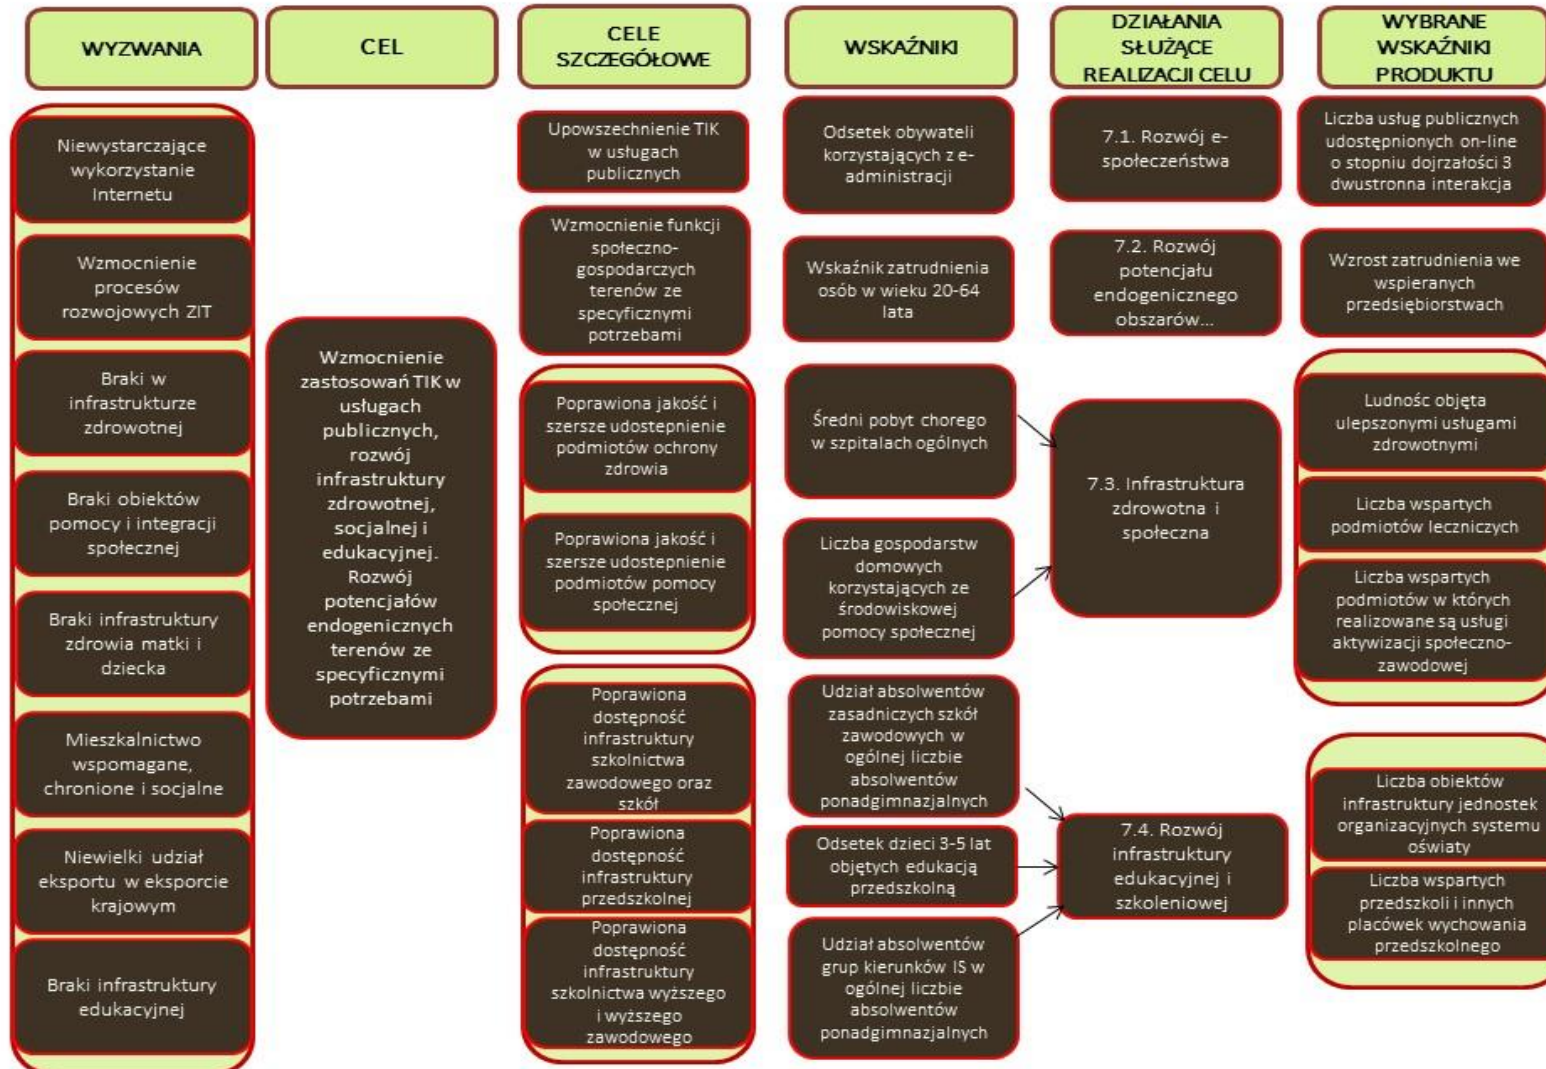 WYZWANIA
CEL
CELE
SZCZEGÓŁOWE
WSKAŹNIKI
DZIAŁANIA
SŁUŻĄCE
REALIZACJI CELU
WYBRANE
WSKAŹNIKI
PRODUKTU
Niewystarczające
wykorzystanie
Internetu
Wzmocnienie
procesów
rozwojowych ZIT
Braki w
infrastrukturze
zdrowotnej
Braki obiektów
pomocy i integracji
społecznej
Braki infrastruktury
zdrowia matki i
dziecka
Mieszkalnictwo
wspomagane,
chronione i socjalne
Niewielki udział
eksportu w eksporcie
krajowym
Braki infrastruktury
edukacyjnej
Wzmocnienie
zastosowań TIK w
usługach
publicznych,
rozwój
infrastruktury
zdrowotnej,
socjalnej i
edukacyjnej.
Rozwój
potencjałów
endogenicznych
terenów ze
specyficznymi
potrzebami
Upowszechnienie TIK
w usługach
publicznych
Wzmocnienie funkcji
społeczno-
gospodarczych
terenów ze
specyficznymi
potrzebami
Poprawiona jakość i
szersze udostepnienie
podmiotów ochrony
zdrowia
Poprawiona jakość i
szersze udostepnienie
podmiotów pomocy
społecznej
Poprawiona
dostępność
infrastruktury
szkolnictwa
zawodowego oraz
szkół
Poprawiona
dostępność
infrastruktury
przedszkolnej
Poprawiona
dostępność
infrastruktury
szkolnictwa wyższego
i wyższego
zawodowego
Odsetek obywateli
korzystających z e-
administracji
Wskaźnik zatrudnienia
osób w wieku 20-64
lata
Średni pobyt chorego
w szpitalach ogólnych
Liczba gospodarstw
domowych
korzystających ze
środowiskowej
pomocy społecznej
Udział absolwentów
zasadniczych szkół
zawodowych w
ogólnej liczbie
absolwentów
ponadgimnazjalnych
Odsetek dzieci 3-5 lat
objętych edukacją
przedszkolną
Udział absolwentów
grup kierunków IS w
ogólnej liczbie
absolwentów
ponadgimnazjalnych
7.1. Rozwój e-
społeczeństwa
7.2. Rozwój
potencjału
endogenicznego
obszarów...
7.3. Infrastruktura
zdrowotna i
społeczna
7.4. Rozwój
infrastruktury
edukacyjnej i
szkoleniowej
Liczba usług publicznych
udostępnionych on-line
o stopniu dojrzałości 3
dwustronna interakcja
Wzrost zatrudnienia we
wspieranych
przedsiębiorstwach
Ludnośc objęta
ulepszonymi usługami
zdrowotnymi
Liczba wspartych
podmiotów leczniczych
Liczba wspartych
podmiotów w których
realizowane są usługi
aktywizacji społeczno-
zawodowej
Liczba obiektów
infrastruktury jednostek
organizacyjnych systemu
oświaty
Liczba wspartych
przedszkoli i innych
placówek wychowania
przedszkolnego